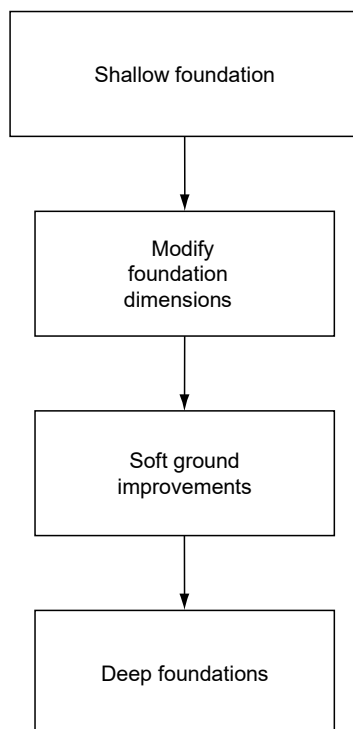 Shallow foundation
Modify
foundation
dimensions
Soft ground
improvements
Deep foundations